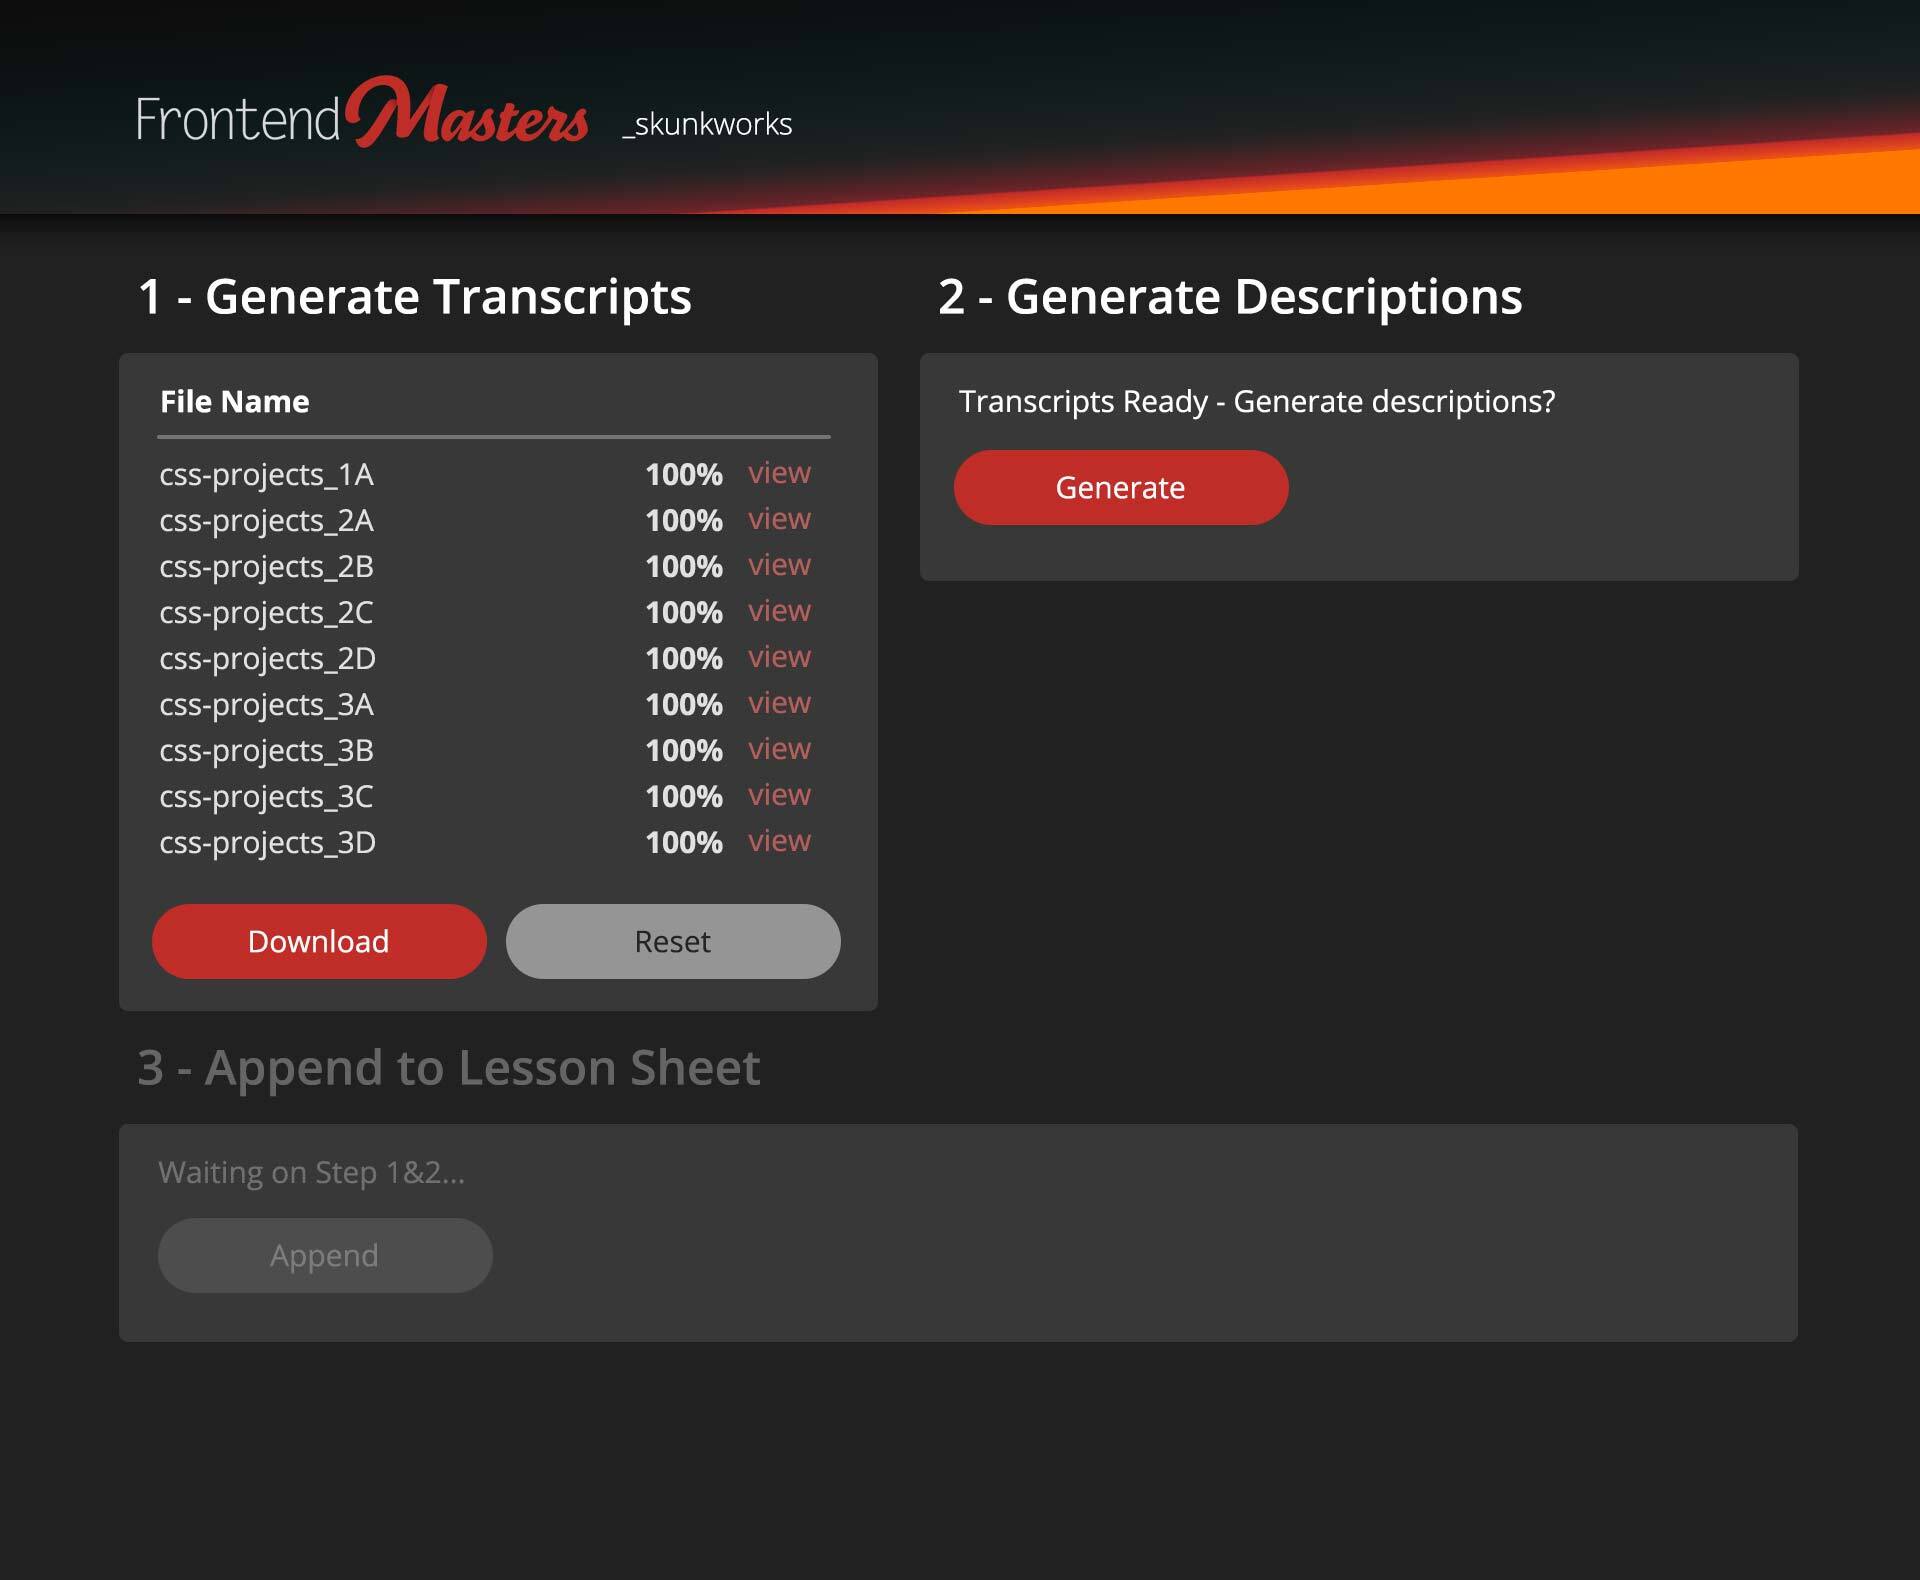 Frontend Masters _skunkworks
1 - Generate Transcripts
File Name
css-projects_1A 100% view
css-projects_2A 100% view
css-projects_2B 100% view
css-projects_2C 100% view
css-projects_2D 100% view
css-projects_3A 100% view
css-projects_3B 100% view
css-projects_3C 100% view
css-projects_3D 100% view
Download Reset
2 - Generate Descriptions
Transcripts Ready - Generate descriptions?
Generate
3 - Append to Lesson Sheet
Waiting on Step 1&2...
Append